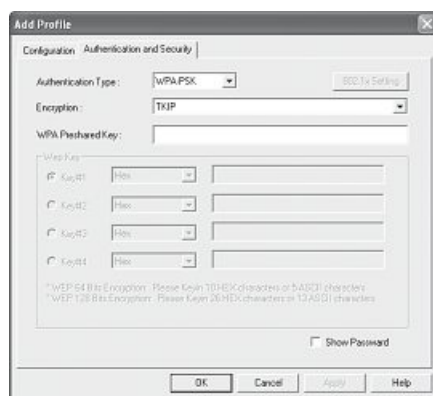 Add Profile
Configuration Authentication and Security
Authentication Type : WPA-PSK 802.1x Setting
Encryption : TKIP
WPA Preshared Key :
Wep Key
Key#1 Hex
Key#2 Hex
Key#3 Hex
Key#4 Hex
* WEP 64 Bits Encryption : Please Keyin 10 HEX characters or 5 ASCII characters
* WEP 128 Bits Encryption : Please Keyin 26 HEX characters or 13 ASCII characters
Show Password
OK Cancel Apply Help